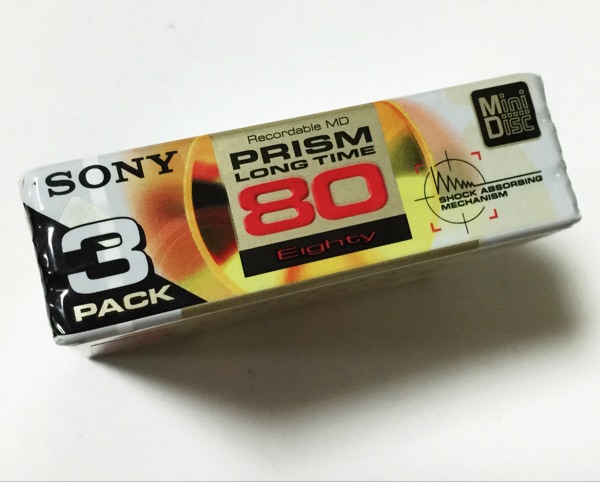 SONY
3
PACK
Recordable MD
PRISM
LONG TIME
80
Eighty
Mini
Disc
SHOCK ABSORBING
MECHANISM